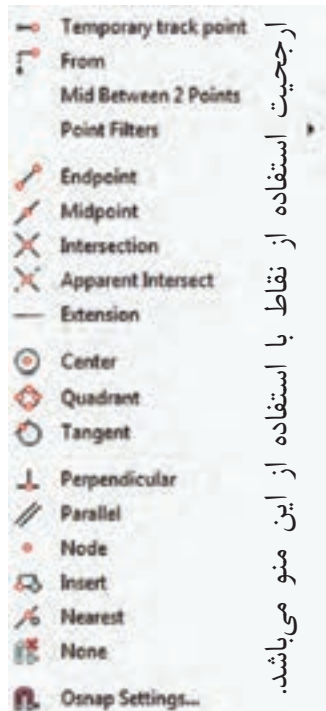 Temporary track point
From
Mid Between 2 Points
Point Filters
Endpoint
Midpoint
Intersection
Apparent Intersect
Extension
Center
Quadrant
Tangent
Perpendicular
Parallel
Node
Insert
Nearest
None
Osnap Settings...
ارجحیت استفاده از نقاط با استفاده از این منو می‌باشد.